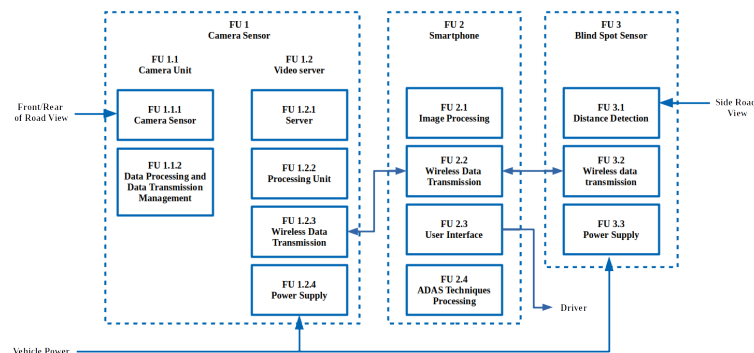 FU 1
Camera Sensor
FU 1.1
Camera Unit
FU 1.2
Video server
FU 1.1.1
Camera Sensor
FU 1.1.2
Data Processing and
Data Transmission
Management
FU 1.2.1
Server
FU 1.2.2
Processing Unit
FU 1.2.3
Wireless Data
Transmission
FU 1.2.4
Power Supply
FU 2
Smartphone
FU 2.1
Image Processing
FU 2.2
Wireless Data
Transmission
FU 2.3
User Interface
FU 2.4
ADAS Techniques
Processing
FU 3
Blind Spot Sensor
FU 3.1
Distance Detection
FU 3.2
Wireless data
transmission
FU 3.3
Power Supply
Front/Rear
of Road View
Side Road
View
Driver
Vehicle Power